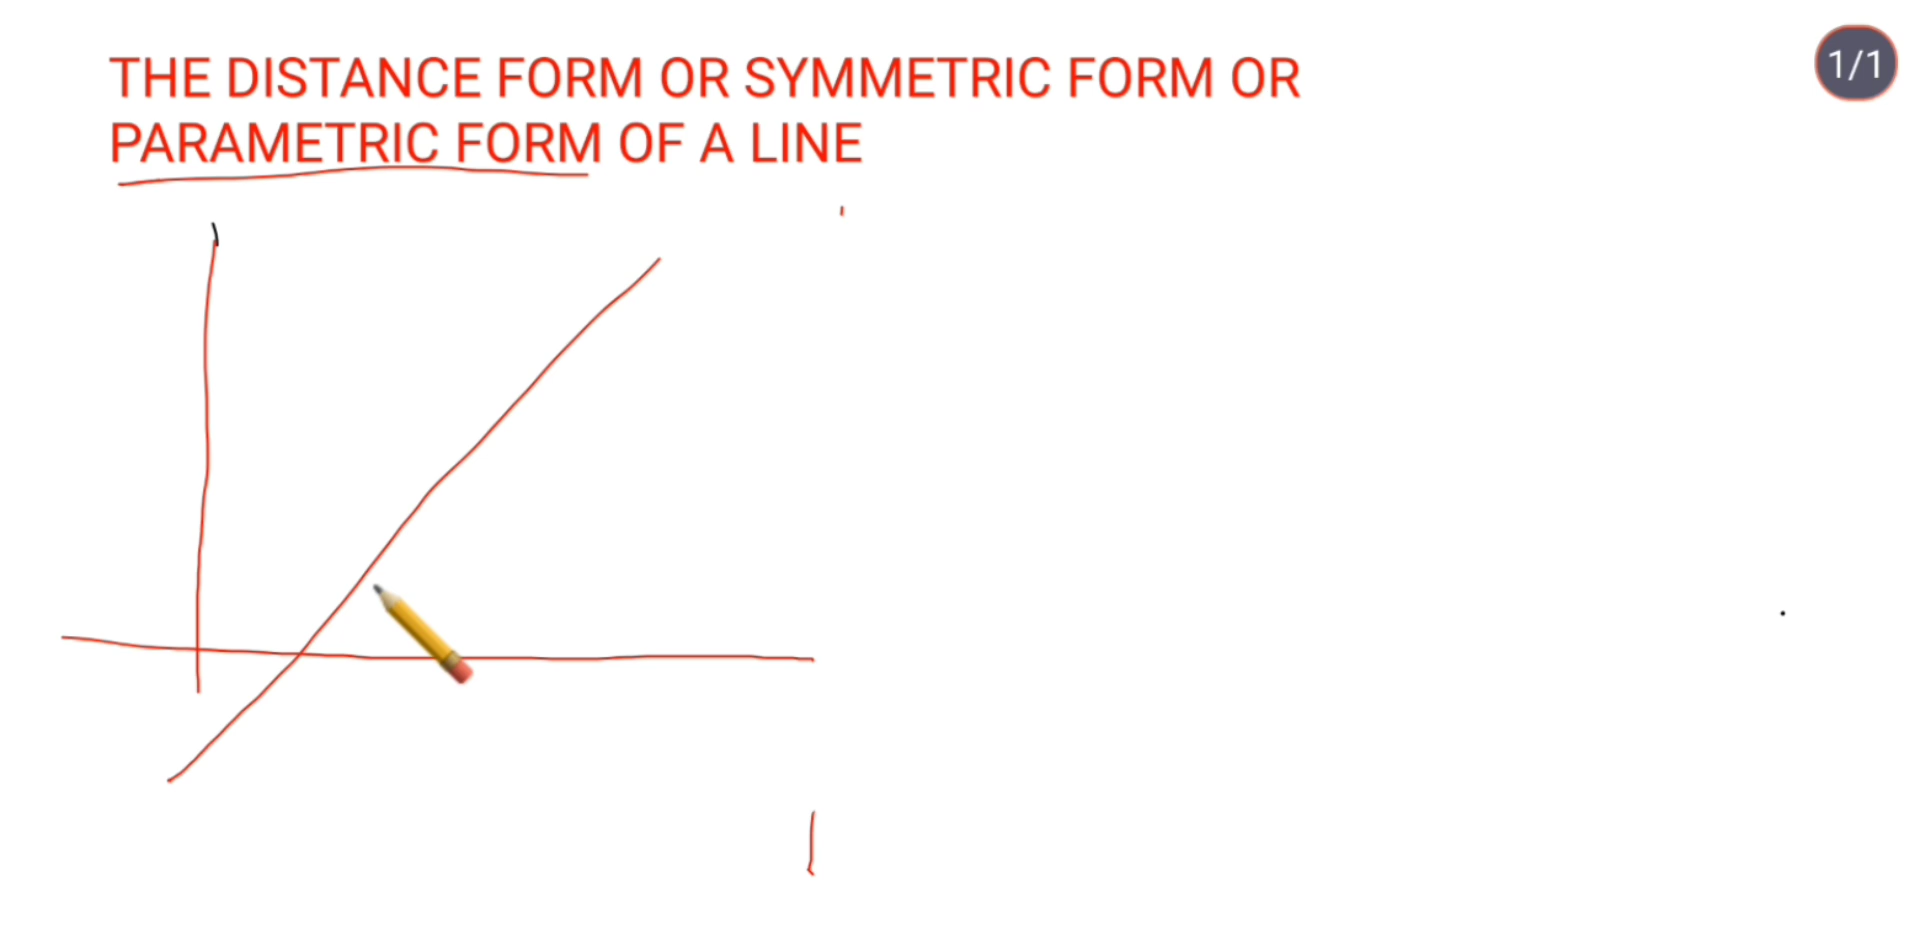 THE DISTANCE FORM OR SYMMETRIC FORM OR
PARAMETRIC FORM OF A LINE
1/1